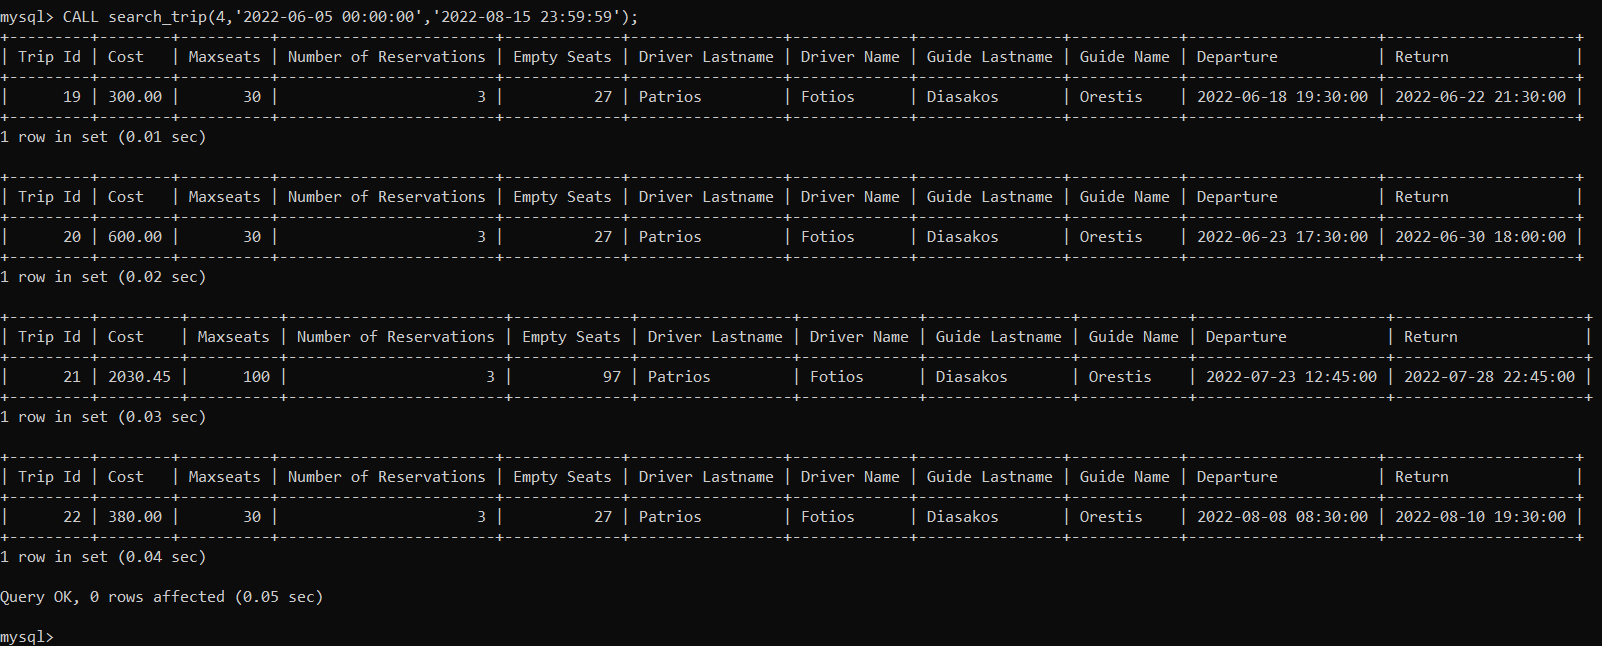 mysql> CALL search_trip(4,'2022-06-05 00:00:00','2022-08-15 23:59:59');
+---------+--------+----------+------------------------+-------------+-----------------+-------------+----------------+------------+---------------------+---------------------+
| Trip Id | Cost   | Maxseats | Number of Reservations | Empty Seats | Driver Lastname | Driver Name | Guide Lastname | Guide Name | Departure           | Return              |
+---------+--------+----------+------------------------+-------------+-----------------+-------------+----------------+------------+---------------------+---------------------+
|      19 | 300.00 |       30 |                      3 |          27 | Patrios         | Fotios      | Diasakos       | Orestis    | 2022-06-18 19:30:00 | 2022-06-22 21:30:00 |
+---------+--------+----------+------------------------+-------------+-----------------+-------------+----------------+------------+---------------------+---------------------+
1 row in set (0.01 sec)

+---------+--------+----------+------------------------+-------------+-----------------+-------------+----------------+------------+---------------------+---------------------+
| Trip Id | Cost   | Maxseats | Number of Reservations | Empty Seats | Driver Lastname | Driver Name | Guide Lastname | Guide Name | Departure           | Return              |
+---------+--------+----------+------------------------+-------------+-----------------+-------------+----------------+------------+---------------------+---------------------+
|      20 | 600.00 |       30 |                      3 |          27 | Patrios         | Fotios      | Diasakos       | Orestis    | 2022-06-23 17:30:00 | 2022-06-30 18:00:00 |
+---------+--------+----------+------------------------+-------------+-----------------+-------------+----------------+------------+---------------------+---------------------+
1 row in set (0.02 sec)

+---------+---------+----------+------------------------+-------------+-----------------+-------------+----------------+------------+---------------------+---------------------+
| Trip Id | Cost    | Maxseats | Number of Reservations | Empty Seats | Driver Lastname | Driver Name | Guide Lastname | Guide Name | Departure           | Return              |
+---------+---------+----------+------------------------+-------------+-----------------+-------------+----------------+------------+---------------------+---------------------+
|      21 | 2030.45 |      100 |                      3 |          97 | Patrios         | Fotios      | Diasakos       | Orestis    | 2022-07-23 12:45:00 | 2022-07-28 22:45:00 |
+---------+---------+----------+------------------------+-------------+-----------------+-------------+----------------+------------+---------------------+---------------------+
1 row in set (0.03 sec)

+---------+--------+----------+------------------------+-------------+-----------------+-------------+----------------+------------+---------------------+---------------------+
| Trip Id | Cost   | Maxseats | Number of Reservations | Empty Seats | Driver Lastname | Driver Name | Guide Lastname | Guide Name | Departure           | Return              |
+---------+--------+----------+------------------------+-------------+-----------------+-------------+----------------+------------+---------------------+---------------------+
|      22 | 380.00 |       30 |                      3 |          27 | Patrios         | Fotios      | Diasakos       | Orestis    | 2022-08-08 08:30:00 | 2022-08-10 19:30:00 |
+---------+--------+----------+------------------------+-------------+-----------------+-------------+----------------+------------+---------------------+---------------------+
1 row in set (0.04 sec)

Query OK, 0 rows affected (0.05 sec)

mysql>